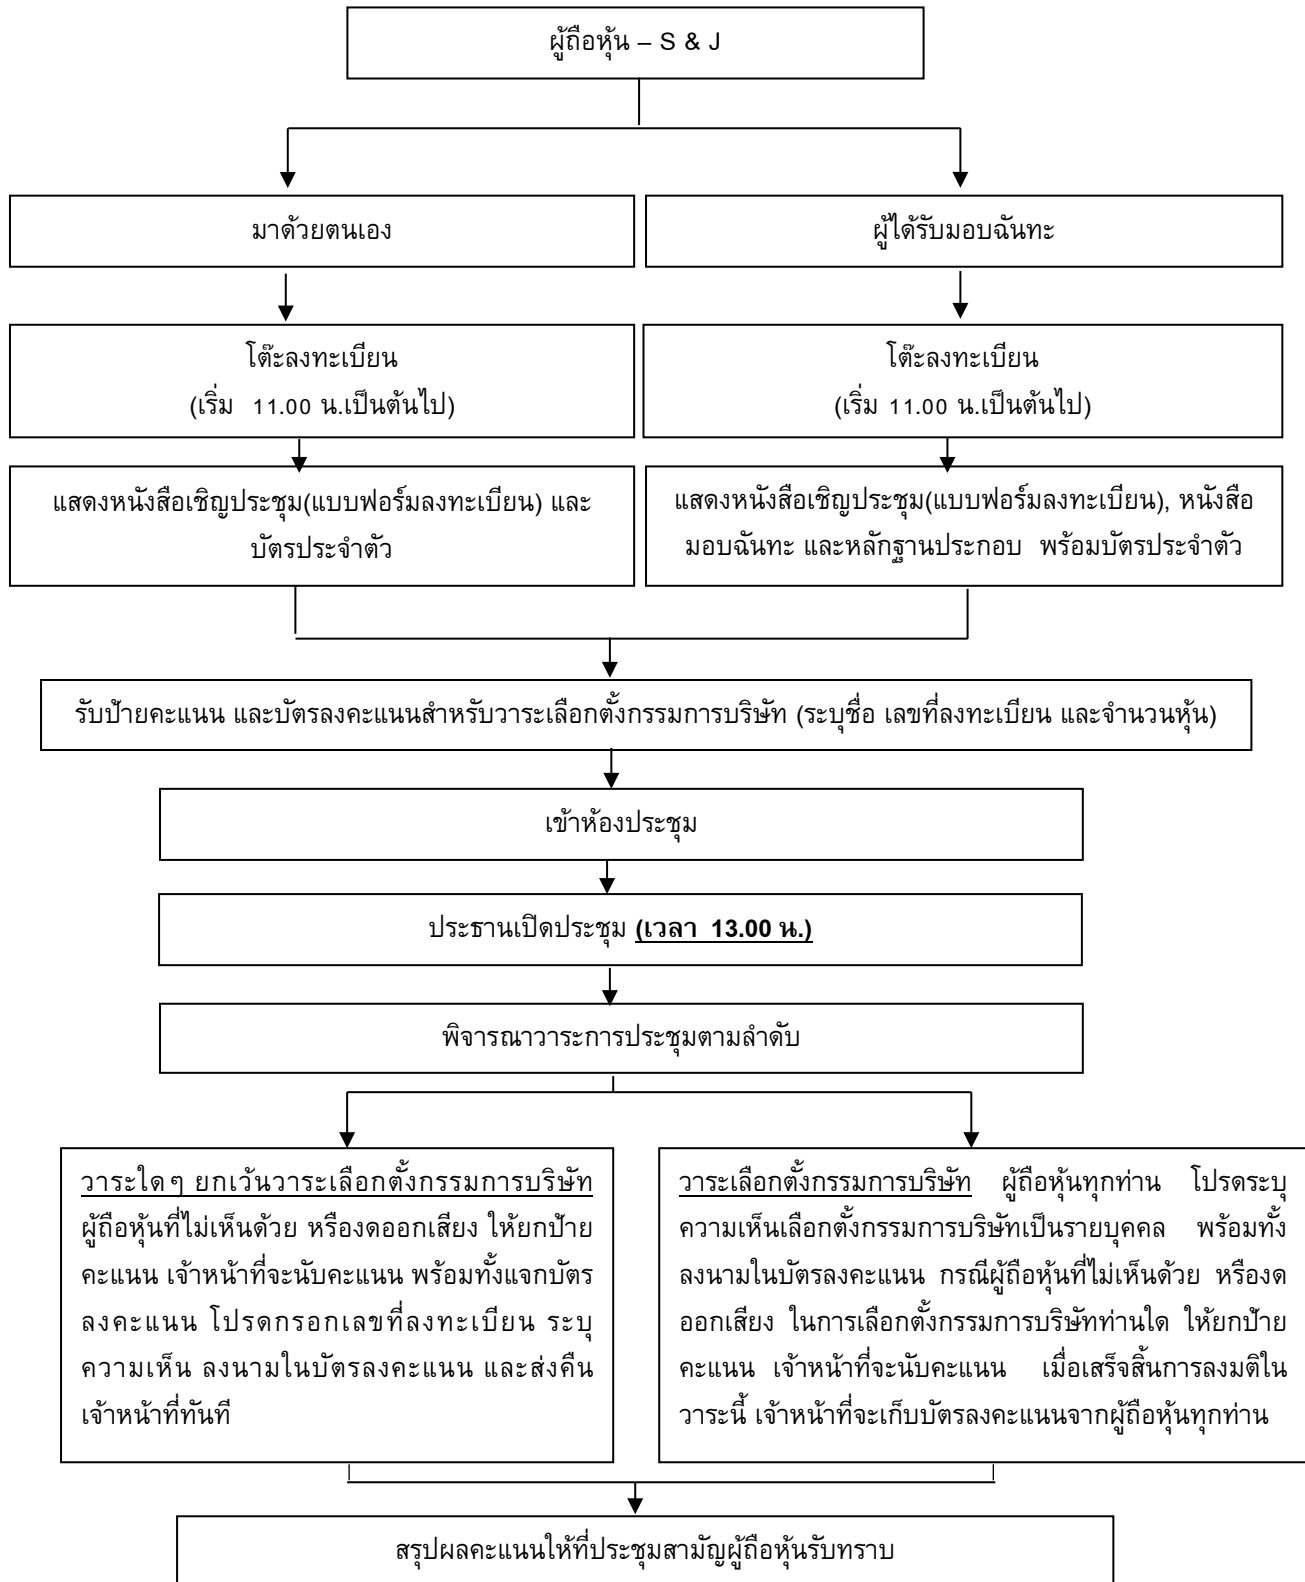 ผู้ถือหุ้น – S & J
มาด้วยตนเอง
ผู้ได้รับมอบฉันทะ
โต๊ะลงทะเบียน
(เริ่ม 11.00 น.เป็นต้นไป)
โต๊ะลงทะเบียน
(เริ่ม 11.00 น.เป็นต้นไป)
แสดงหนังสือเชิญประชุม(แบบฟอร์มลงทะเบียน) และ
บัตรประจำตัว
แสดงหนังสือเชิญประชุม(แบบฟอร์มลงทะเบียน), หนังสือ
มอบฉันทะ และหลักฐานประกอบ พร้อมบัตรประจำตัว
รับป้ายคะแนน และบัตรลงคะแนนสำหรับวาระเลือกตั้งกรรมการบริษัท (ระบุชื่อ เลขที่ลงทะเบียน และจำนวนหุ้น)
เข้าห้องประชุม
ประธานเปิดประชุม (เวลา 13.00 น.)
พิจารณาวาระการประชุมตามลำดับ
วาระใดๆ ยกเว้นวาระเลือกตั้งกรรมการบริษัท
ผู้ถือหุ้นที่ไม่เห็นด้วย หรืองดออกเสียง ให้ยกป้าย
คะแนน เจ้าหน้าที่จะนับคะแนน พร้อมทั้งแจกบัตร
ลงคะแนน โปรดกรอกเลขที่ลงทะเบียน ระบุ
ความเห็น ลงนามในบัตรลงคะแนน และส่งคืน
เจ้าหน้าที่ทันที
วาระเลือกตั้งกรรมการบริษัท ผู้ถือหุ้นทุกท่าน โปรดระบุ
ความเห็นเลือกตั้งกรรมการบริษัทเป็นรายบุคคล พร้อมทั้ง
ลงนามในบัตรลงคะแนน กรณีผู้ถือหุ้นที่ไม่เห็นด้วย หรืองด
ออกเสียง ในการเลือกตั้งกรรมการบริษัทท่านใด ให้ยกป้าย
คะแนน เจ้าหน้าที่จะนับคะแนน เมื่อเสร็จสิ้นการลงมติใน
วาระนี้ เจ้าหน้าที่จะเก็บบัตรลงคะแนนจากผู้ถือหุ้นทุกท่าน
สรุปผลคะแนนให้ที่ประชุมสามัญผู้ถือหุ้นรับทราบ